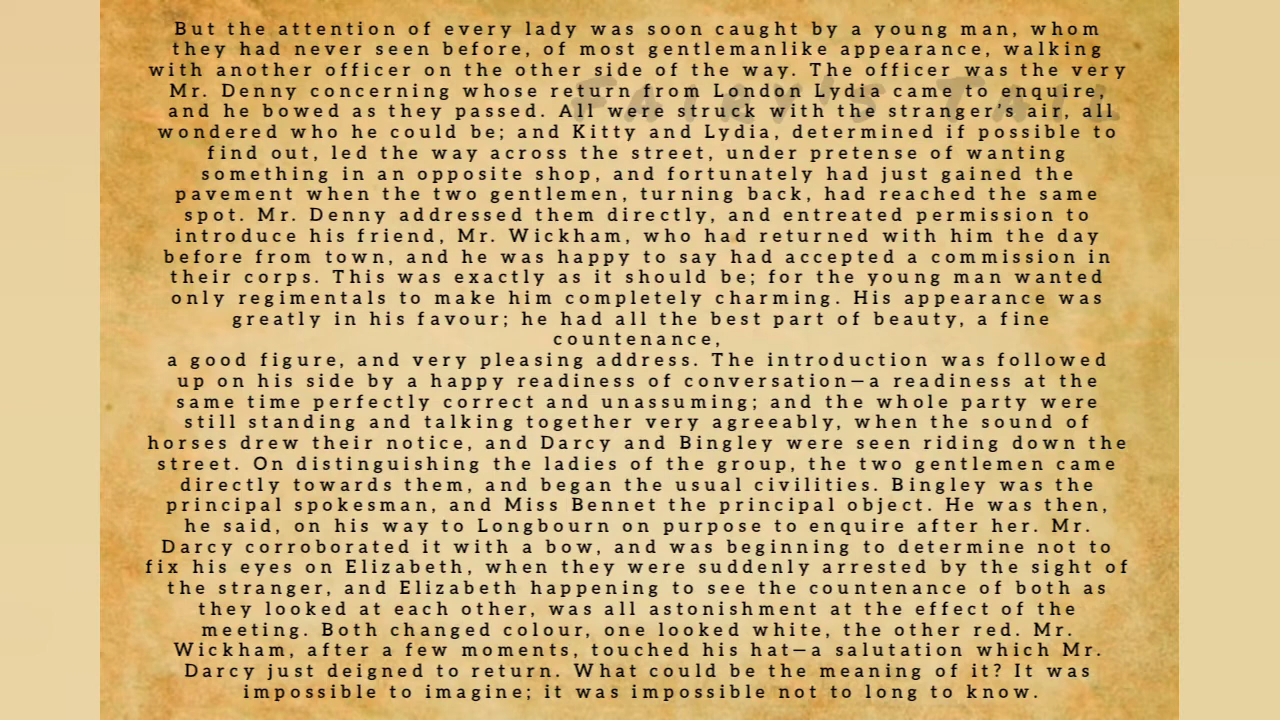 But the attention of every lady was soon caught by a young man, whom
they had never seen before, of most gentlemanlike appearance, walking
with another officer on the other side of the way. The officer was the very
Mr. Denny concerning whose return from London Lydia came to enquire,
and he bowed as they passed. All were struck with the stranger's air, all
wondered who he could be; and Kitty and Lydia, determined if possible to
find out, led the way across the street, under pretense of wanting
something in an opposite shop, and fortunately had just gained the
pavement when the two gentlemen, turning back, had reached the same
spot. Mr. Denny addressed them directly, and entreated permission to
introduce his friend, Mr. Wickham, who had returned with him the day
before from town, and he was happy to say had accepted a commission in
their corps. This was exactly as it should be; for the young man wanted
only regimentals to make him completely charming. His appearance was
greatly in his favour; he had all the best part of beauty, a fine
countenance,
a good figure, and very pleasing address. The introduction was followed
up on his side by a happy readiness of conversation—a readiness at the
same time perfectly correct and unassuming; and the whole party were
still standing and talking together very agreeably, when the sound of
horses drew their notice, and Darcy and Bingley were seen riding down the
street. On distinguishing the ladies of the group, the two gentlemen came
directly towards them, and began the usual civilities. Bingley was the
principal spokesman, and Miss Bennet the principal object. He was then,
he said, on his way to Longbourn on purpose to enquire after her. Mr.
Darcy corroborated it with a bow, and was beginning to determine not to
fix his eyes on Elizabeth, when they were suddenly arrested by the sight of
the stranger, and Elizabeth happening to see the countenance of both as
they looked at each other, was all astonishment at the effect of the
meeting. Both changed colour, one looked white, the other red. Mr.
Wickham, after a few moments, touched his hat—a salutation which Mr.
Darcy just deigned to return. What could be the meaning of it? It was
impossible to imagine; it was impossible not to long to know.